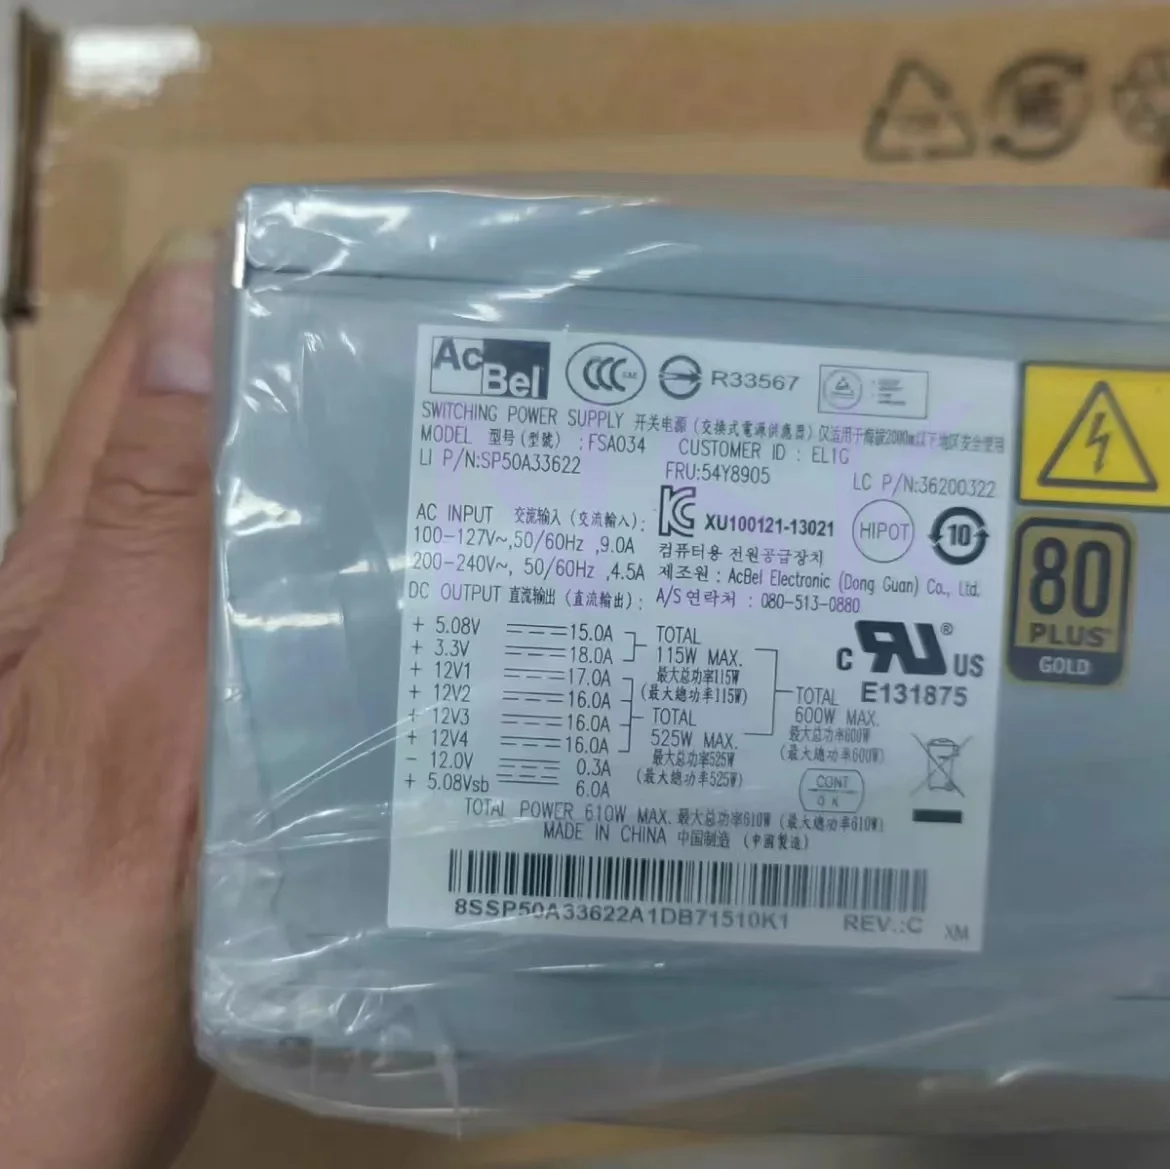 AcBel CCC S&E R33567
SWITCHING POWER SUPPLY 开关电源 (交换式電源供應器) 仅适用于海拔2000m以下地区安全使用
MODEL 型号(型號) :FSA034 CUSTOMER ID : EL1G
LI P/N:SP50A33622 FRU:54Y8905 LC P/N:36200322
AC INPUT 交流输入 (交流輸入):
100-127V~,50/60Hz ,9.0A
200-240V~, 50/60Hz ,4.5A
DC OUTPUT 直流输出 (直流輸出):
XU100121-13021
HIPOT
10
컴퓨터용 전원공급장치
제조원 : AcBel Electronic (Dong Guan) Co., Ltd.
A/S연락처 : 080-513-0880
+ 5.08V 15.0A
+ 3.3V 18.0A
+ 12V1 17.0A
+ 12V2 16.0A
+ 12V3 16.0A
+ 12V4 16.0A
- 12.0V 0.3A
+ 5.08Vsb 6.0A
TOTAL
115W MAX.
最大总功率115W
(最大總功率115W)
TOTAL
525W MAX.
最大总功率525W
(最大總功率525W)
TOTAL
600W MAX.
最大总功率600W
(最大總功率600W)
c RU ® US
E131875
CONT
OK
TOTAL POWER 610W MAX. 最大总功率610W (最大總功率610W)
MADE IN CHINA 中国制造 (中國製造)
8SSP50A33622A1DB71510K1 REV.:C XM
80
PLUS
GOLD